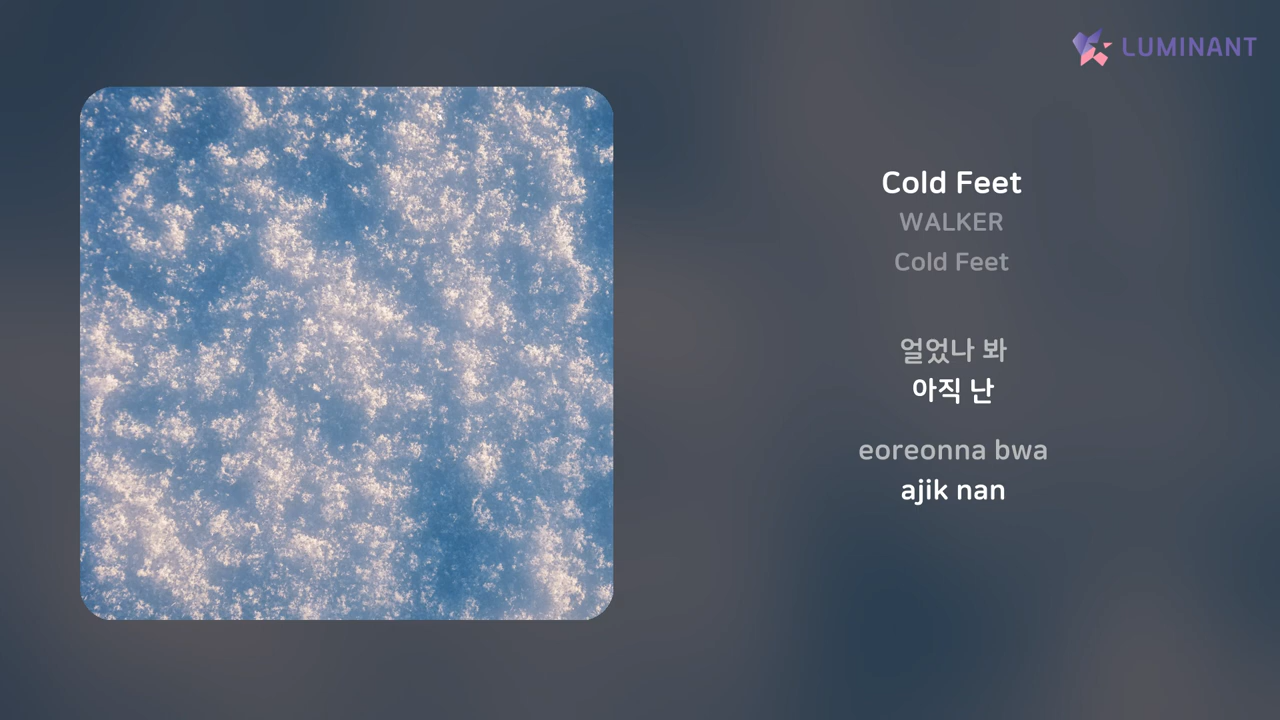 LUMINANT
Cold Feet
WALKER
Cold Feet
얼었나 봐
아직 난
eoreonna bwa
ajik nan